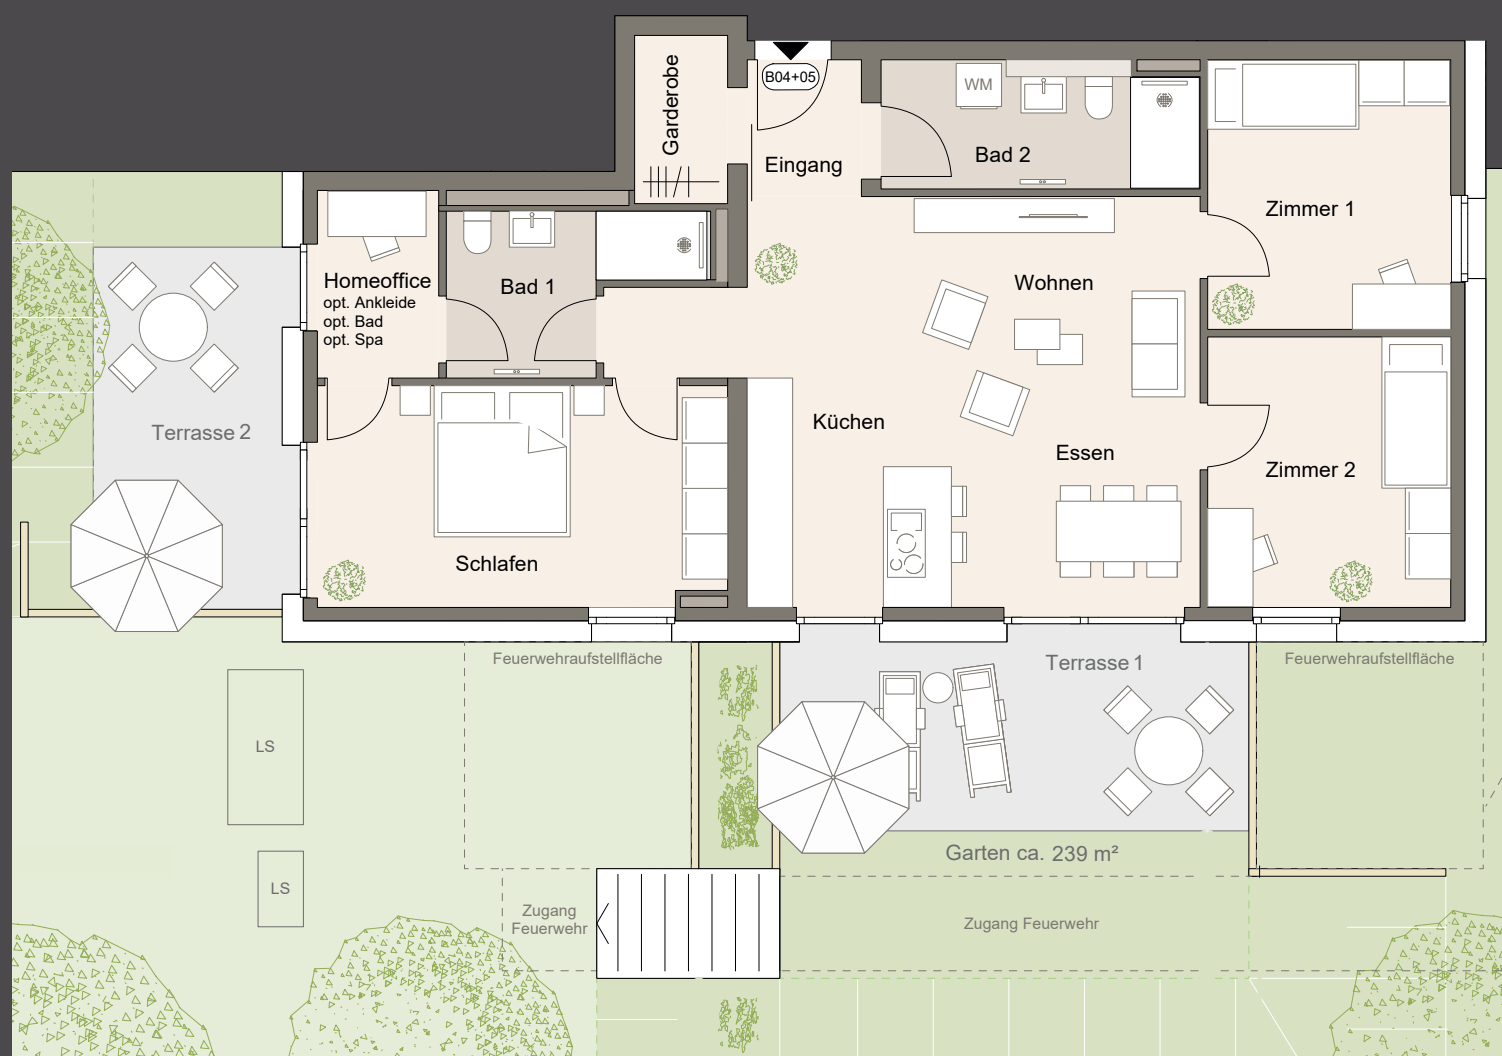 Garderobe
B04+05
WM
Eingang
Bad 2
Zimmer 1
Homeoffice
opt. Ankleide
opt. Bad
opt. Spa
Bad 1
Wohnen
Terrasse 2
Küchen
Essen
Zimmer 2
Schlafen
Feuerwehraufstellfläche
Terrasse 1
Feuerwehraufstellfläche
LS
Garten ca. 239 m²
LS
Zugang
Feuerwehr
Zugang Feuerwehr